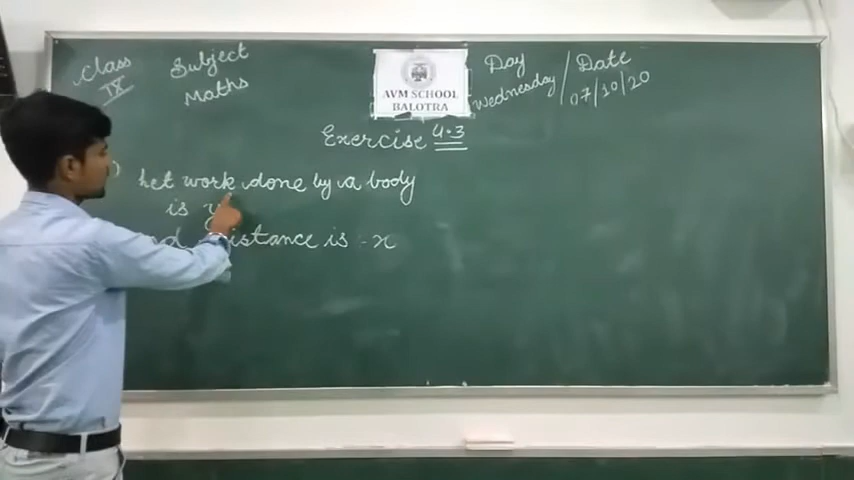 Class
IX
Subject
Maths
AVM SCHOOL
BALOTRA
Day
Wednesday
Date
07/10/20
Exercise 4.3
) Let work done by a body
is y
distance is x